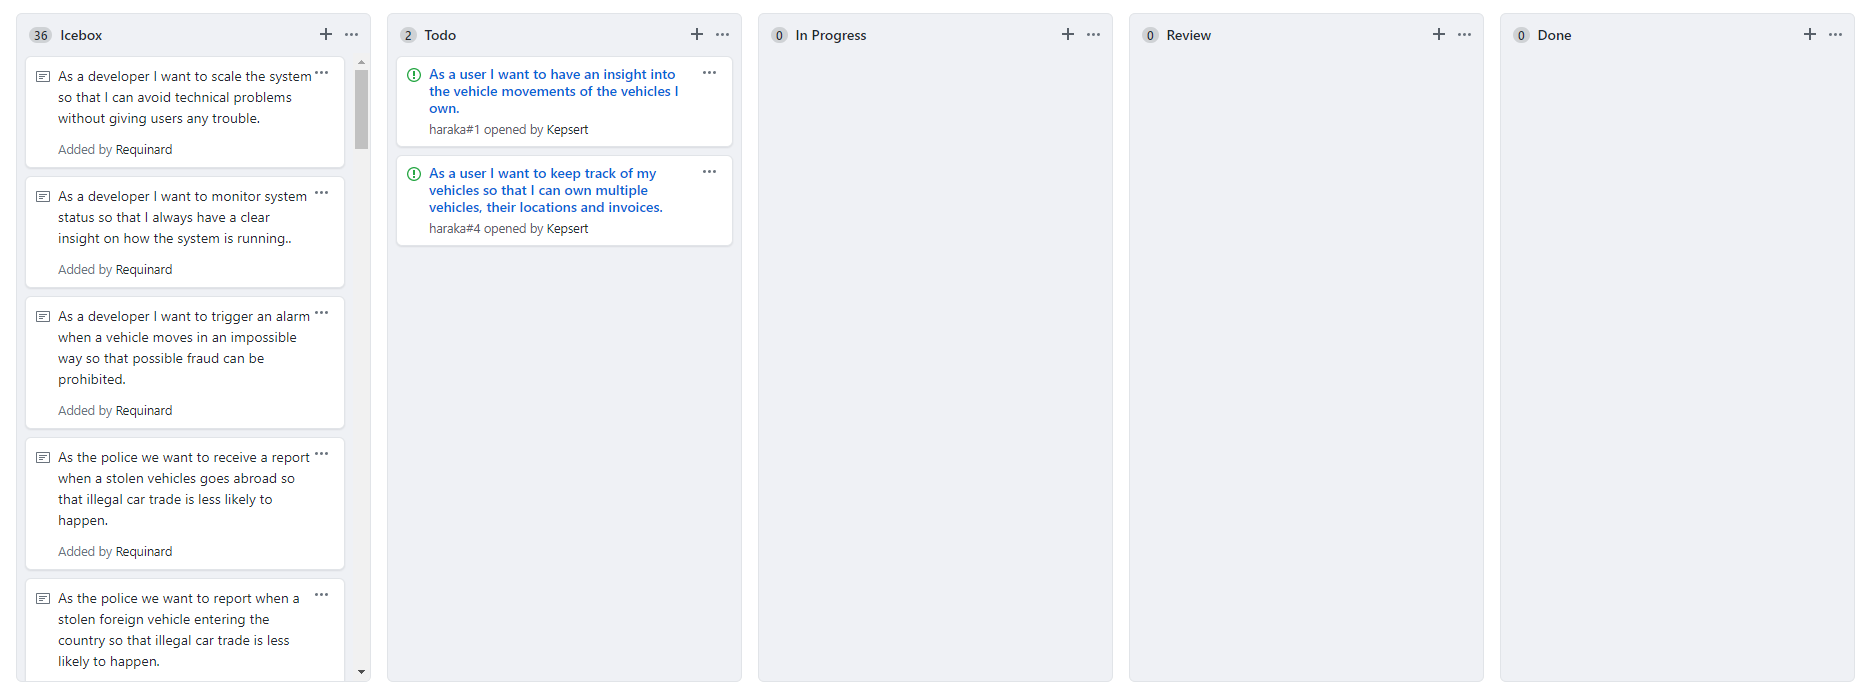 36 Icebox
As a developer I want to scale the system
so that I can avoid technical problems
without giving users any trouble.
Added by Requinard
As a developer I want to monitor system
status so that I always have a clear
insight on how the system is running..
Added by Requinard
As a developer I want to trigger an alarm
when a vehicle moves in an impossible
way so that possible fraud can be
prohibited.
Added by Requinard
As the police we want to receive a report
when a stolen vehicles goes abroad so
that illegal car trade is less likely to
happen.
Added by Requinard
As the police we want to report when a
stolen foreign vehicle entering the
country so that illegal car trade is less
likely to happen.
2 Todo
As a user I want to have an insight into
the vehicle movements of the vehicles I
own.
haraka#1 opened by Kepsert
As a user I want to keep track of my
vehicles so that I can own multiple
vehicles, their locations and invoices.
haraka#4 opened by Kepsert
0 In Progress
0 Review
0 Done